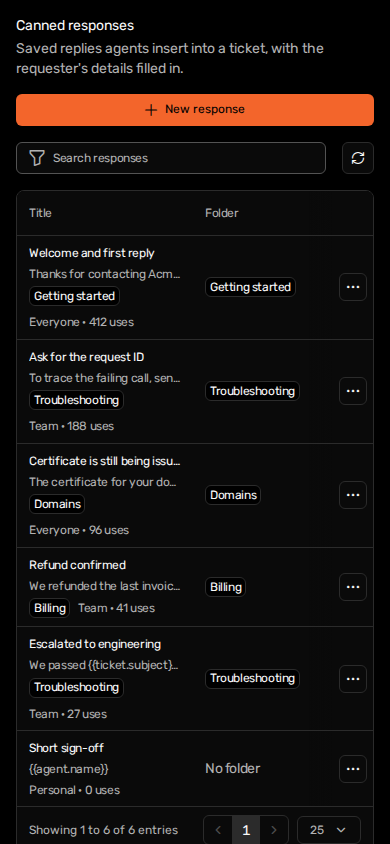 Canned responses
Saved replies agents insert into a ticket, with the
requester's details filled in.
New response
Search responses
Title Folder
Welcome and first reply
Thanks for contacting Acm...
Getting started
Getting started
Everyone • 412 uses
Ask for the request ID
To trace the failing call, sen...
Troubleshooting
Troubleshooting
Team • 188 uses
Certificate is still being issu...
The certificate for your do...
Domains
Domains
Everyone • 96 uses
Refund confirmed
We refunded the last invoic...
Billing
Billing Team • 41 uses
Escalated to engineering
We passed {{ticket.subject}...
Troubleshooting
Troubleshooting
Team • 27 uses
Short sign-off
{{agent.name}}
No folder
Personal • 0 uses
Showing 1 to 6 of 6 entries 1 25